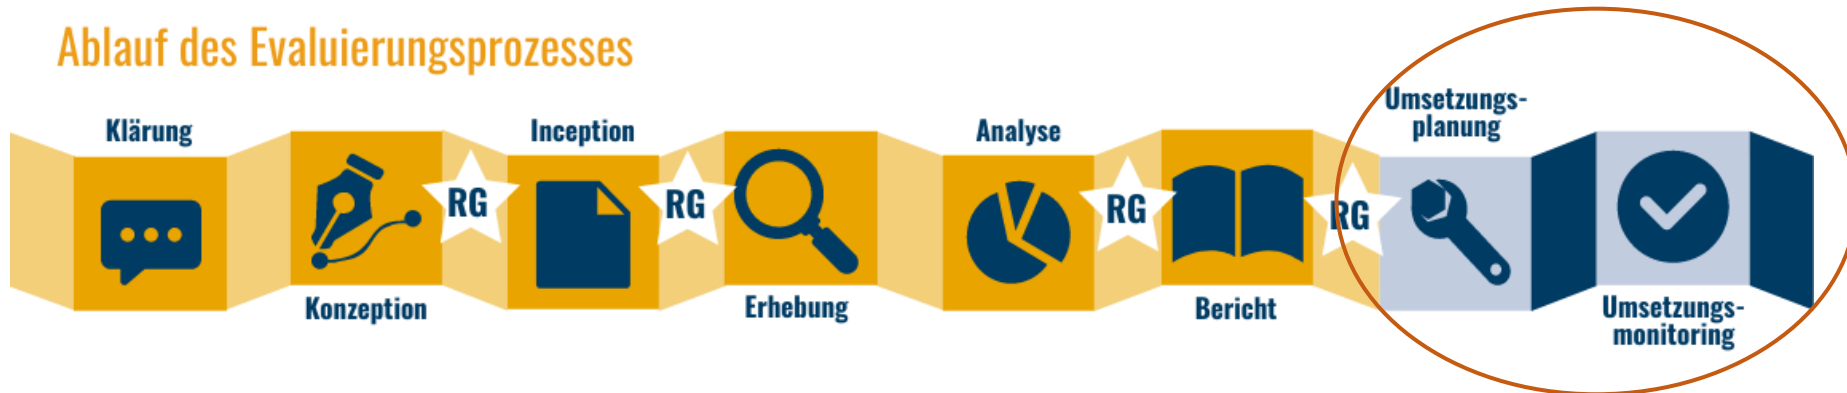 Ablauf des Evaluierungsprozesses
Klärung
Konzeption
RG
Inception
RG
Erhebung
Analyse
RG
Bericht
RG
Umsetzungs-
planung
Umsetzungs-
monitoring